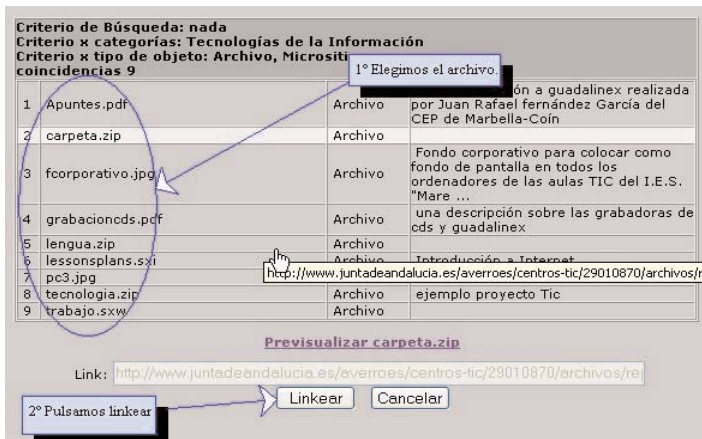 Criterio de Búsqueda: nada
Criterio x categorías: Tecnologías de la Información
Criterio x tipo de objeto: Archivo, Microsit
coincidencias 9
1º Elegimos el archivo.
1 Apuntes.pdf Archivo ón a guadalinex realizada
por Juan Rafael fernández García del
CEP de Marbella-Coín
2 carpeta.zip Archivo
3 fcorporativo.jpg Archivo Fondo corporativo para colocar como
fondo de pantalla en todos los
ordenadores de las aulas TIC del I.E.S.
"Mare ...
4 grabacioncds.pdf Archivo una descripción sobre las grabadoras de
cds y guadalinex
5 lengua.zip Archivo
6 lessonsplans.sxi Archivo Introducción a Internet
http://www.juntadeandalucia.es/averroes/centros-tic/29010870/archivos/r
7 pc3.jpg Archivo
8 tecnologia.zip Archivo ejemplo proyecto Tic
9 trabajo.sxw Archivo
Previsualizar carpeta.zip
Link: http://www.juntadeandalucia.es/averroes/centros-tic/29010870/archivos/rep
2º Pulsamos linkear
Linkear Cancelar